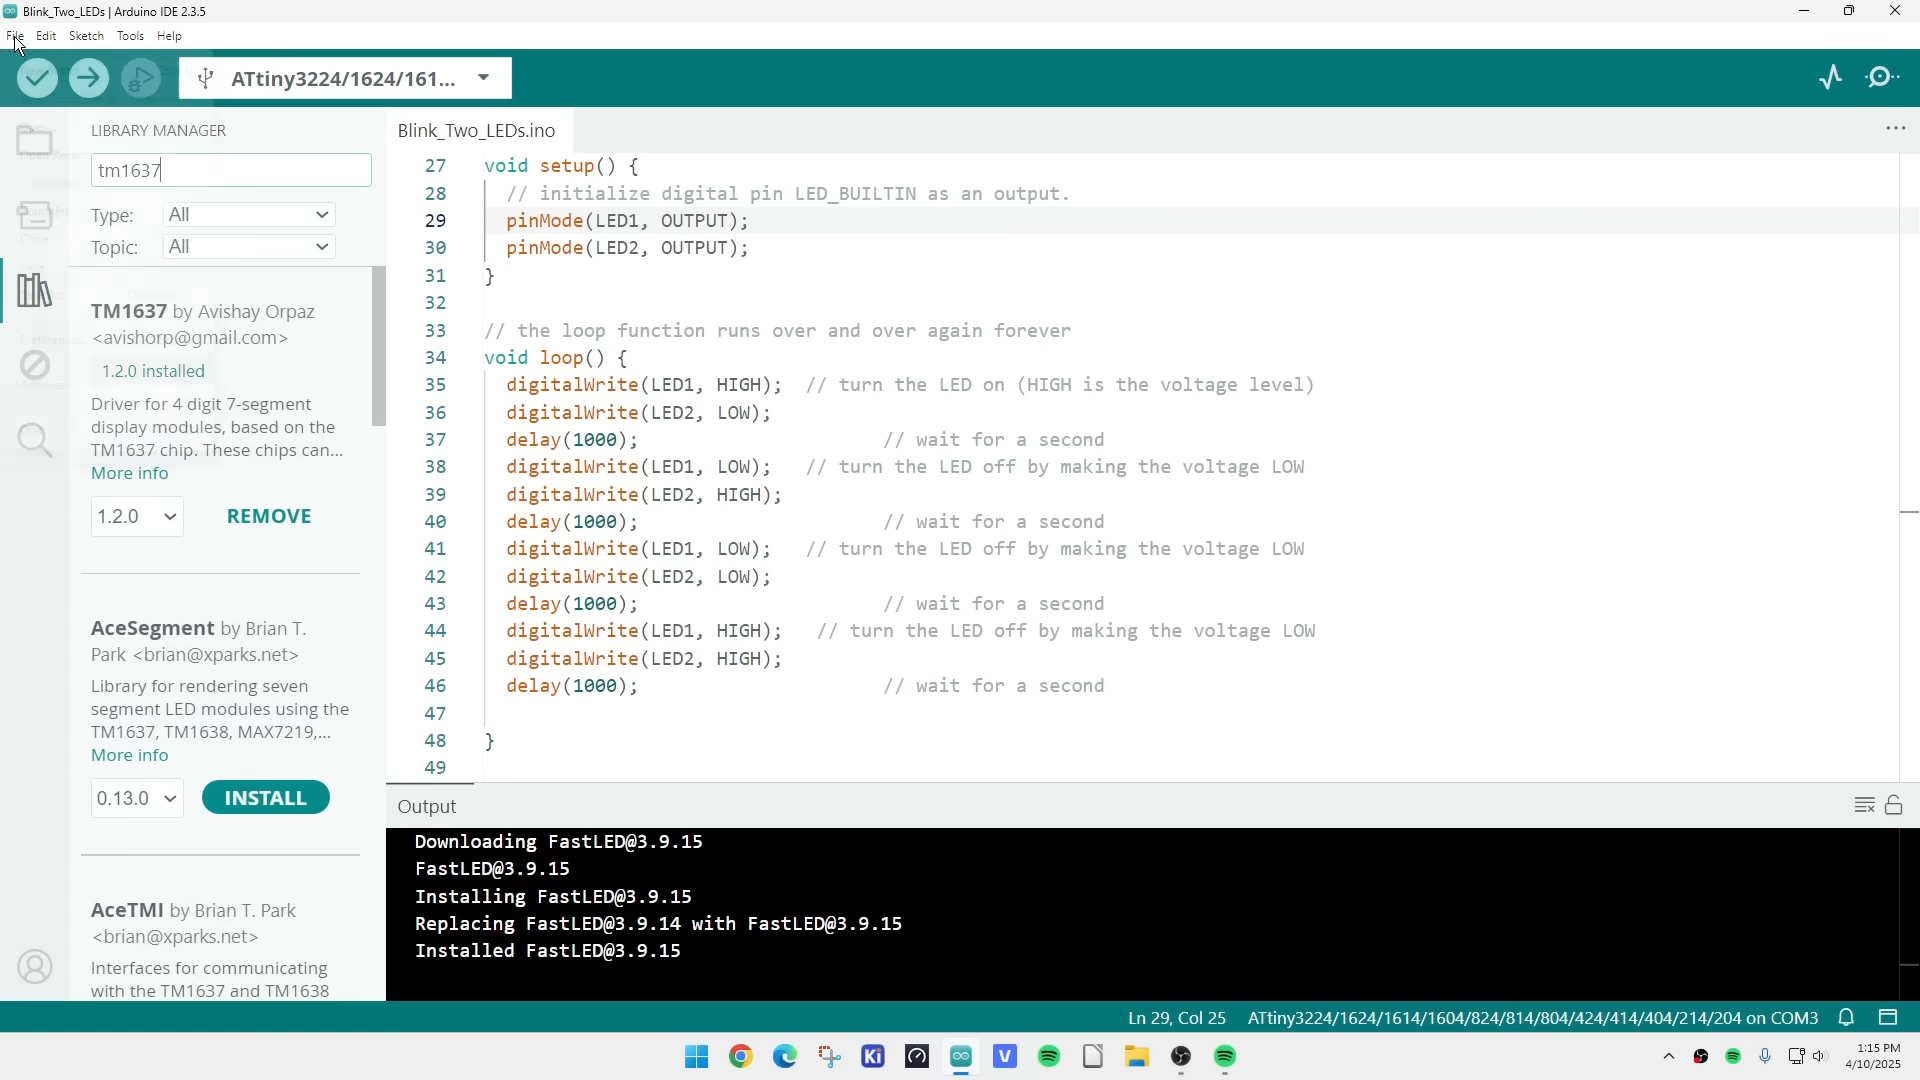 Blink_Two_LEDs | Arduino IDE 2.3.5
File Edit Sketch Tools Help
ATtiny3224/1624/161...
LIBRARY MANAGER
tm1637
Type: All
Topic: All
TM1637 by Avishay Orpaz
<avishorp@gmail.com>
1.2.0 installed
Driver for 4 digit 7-segment
display modules, based on the
TM1637 chip. These chips can...
More info
1.2.0 REMOVE
AceSegment by Brian T.
Park <brian@xparks.net>
Library for rendering seven
segment LED modules using the
TM1637, TM1638, MAX7219,...
More info
0.13.0 INSTALL
AceTMI by Brian T. Park
<brian@xparks.net>
Interfaces for communicating
with the TM1637 and TM1638
Blink_Two_LEDs.ino
27 void setup() {
28 // initialize digital pin LED_BUILTIN as an output.
29 pinMode(LED1, OUTPUT);
30 pinMode(LED2, OUTPUT);
31 }
32
33 // the loop function runs over and over again forever
34 void loop() {
35 digitalWrite(LED1, HIGH); // turn the LED on (HIGH is the voltage level)
36 digitalWrite(LED2, LOW);
37 delay(1000); // wait for a second
38 digitalWrite(LED1, LOW); // turn the LED off by making the voltage LOW
39 digitalWrite(LED2, HIGH);
40 delay(1000); // wait for a second
41 digitalWrite(LED1, LOW); // turn the LED off by making the voltage LOW
42 digitalWrite(LED2, LOW);
43 delay(1000); // wait for a second
44 digitalWrite(LED1, HIGH); // turn the LED off by making the voltage LOW
45 digitalWrite(LED2, HIGH);
46 delay(1000); // wait for a second
47
48 }
49
Output
Downloading FastLED@3.9.15
FastLED@3.9.15
Installing FastLED@3.9.15
Replacing FastLED@3.9.14 with FastLED@3.9.15
Installed FastLED@3.9.15
Ln 29, Col 25 ATtiny3224/1624/1614/1604/824/814/804/424/414/404/214/204 on COM3
Ki
V
1:15 PM
4/10/2025